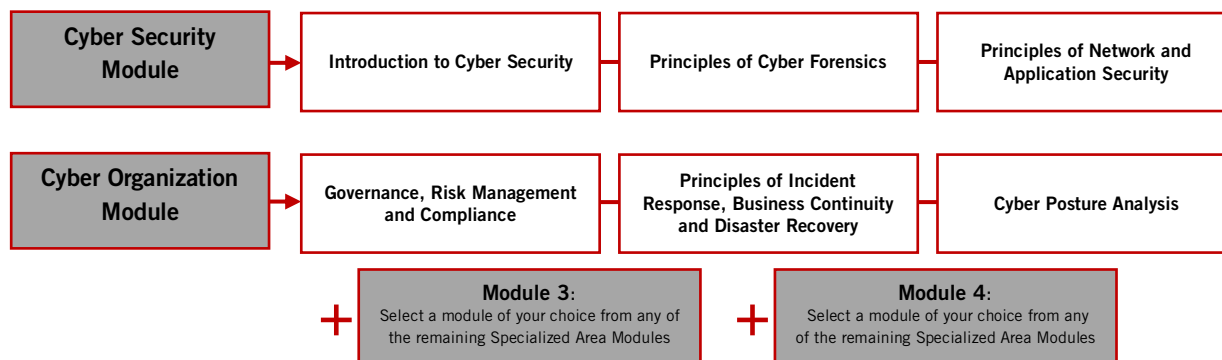 Cyber Security
Module
Introduction to Cyber Security
Principles of Cyber Forensics
Principles of Network and
Application Security
Cyber Organization
Module
Governance, Risk Management
and Compliance
Principles of Incident
Response, Business Continuity
and Disaster Recovery
Cyber Posture Analysis
+
Module 3:
Select a module of your choice from any of
the remaining Specialized Area Modules
+
Module 4:
Select a module of your choice from any
of the remaining Specialized Area Modules